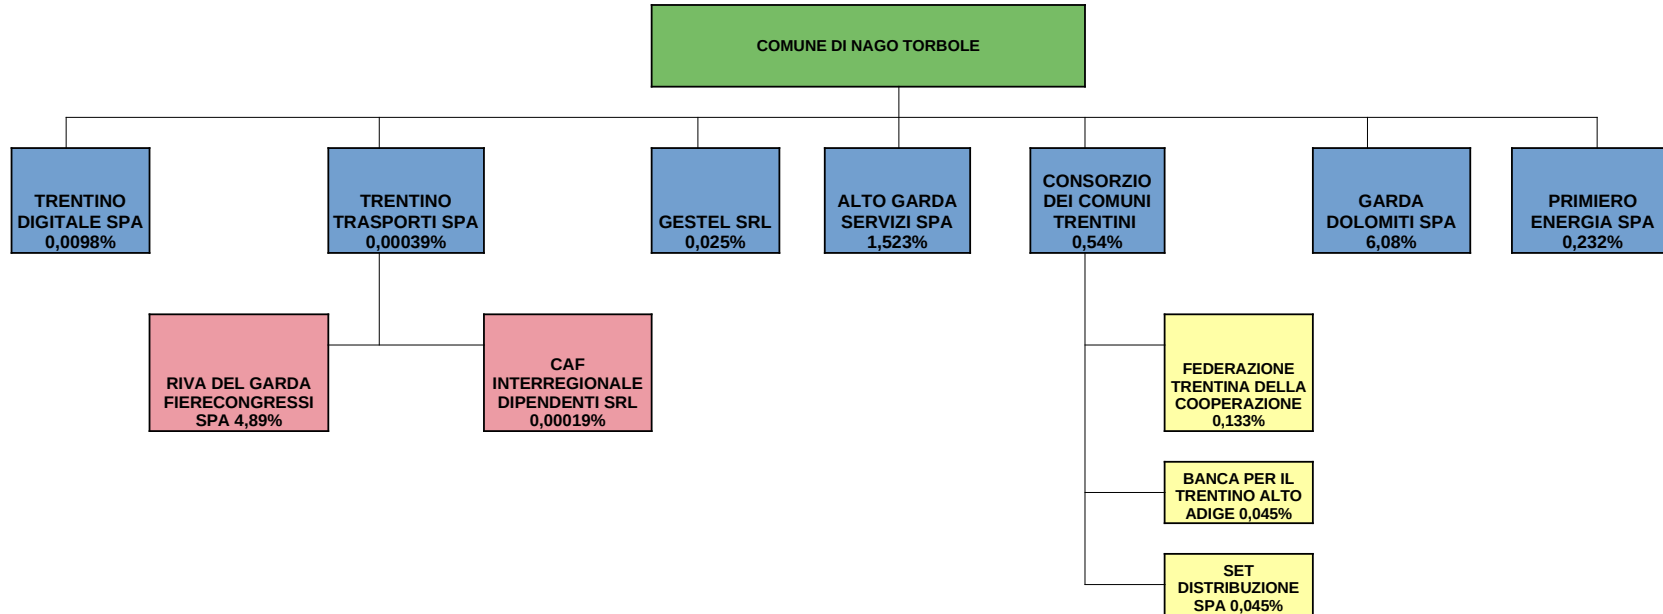 COMUNE DI NAGO TORBOLE
TRENTINO
DIGITALE SPA
0,0098%
TRENTINO
TRASPORTI SPA
0,00039%
GESTEL SRL
0,025%
ALTO GARDA
SERVIZI SPA
1,523%
CONSORZIO
DEI COMUNI
TRENTINI
0,54%
GARDA
DOLOMITI SPA
6,08%
PRIMIERO
ENERGIA SPA
0,232%
RIVA DEL GARDA
FIERECONGRESSI
SPA 4,89%
CAF
INTERREGIONALE
DIPENDENTI SRL
0,00019%
FEDERAZIONE
TRENTINA DELLA
COOPERAZIONE
0,133%
BANCA PER IL
TRENTINO ALTO
ADIGE 0,045%
SET
DISTRIBUZIONE
SPA 0,045%